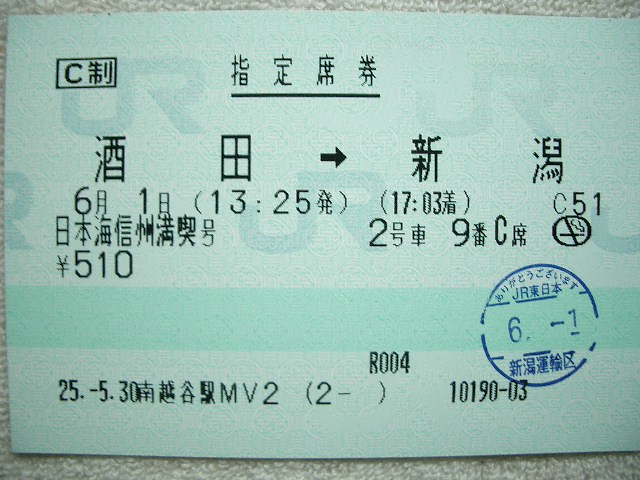 C制
指定席券
酒田 → 新潟
6月 1日 (13:25発) (17:03着) C51
日本海信州満喫号 2号車 9番C席
¥510
ありがとうございます
JR東日本
6.-1
新潟運輸区
R004
25.-5.30南越谷駅MV2 (2- ) 10190-03